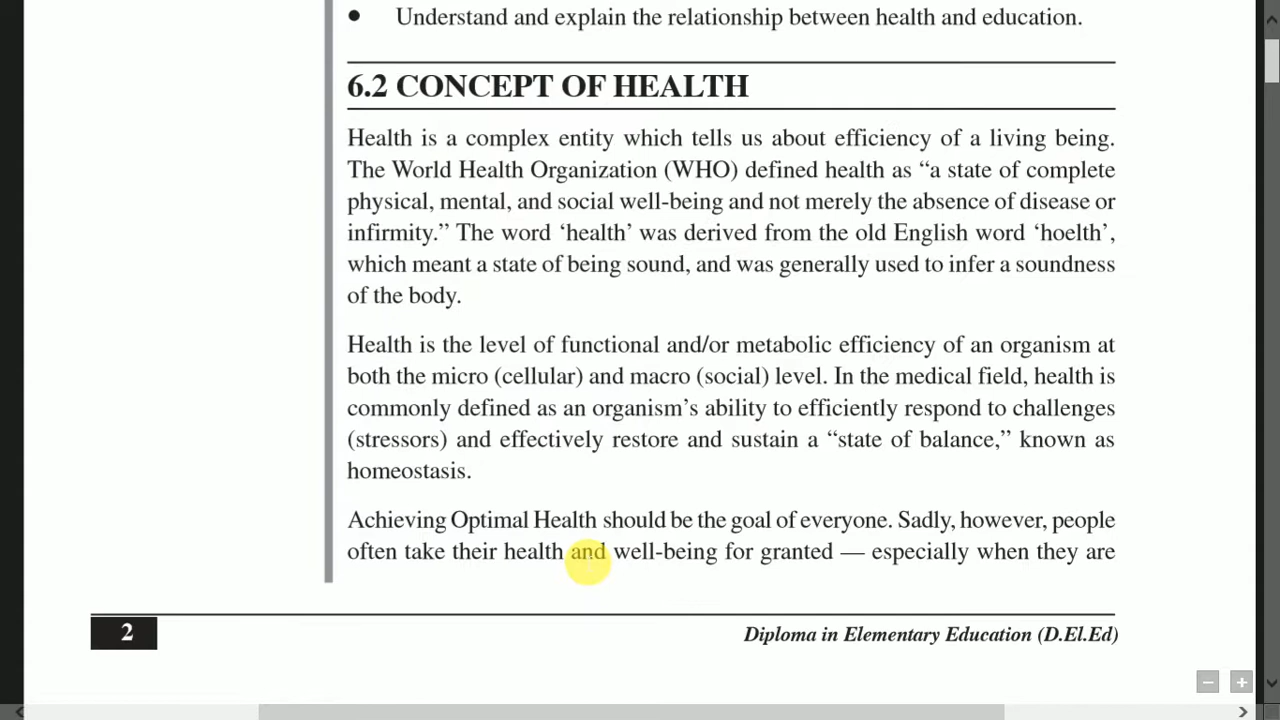 • Understand and explain the relationship between health and education.
6.2 CONCEPT OF HEALTH
Health is a complex entity which tells us about efficiency of a living being.
The World Health Organization (WHO) defined health as “a state of complete
physical, mental, and social well-being and not merely the absence of disease or
infirmity.” The word ‘health’ was derived from the old English word ‘hoelth’,
which meant a state of being sound, and was generally used to infer a soundness
of the body.
Health is the level of functional and/or metabolic efficiency of an organism at
both the micro (cellular) and macro (social) level. In the medical field, health is
commonly defined as an organism’s ability to efficiently respond to challenges
(stressors) and effectively restore and sustain a “state of balance,” known as
homeostasis.
Achieving Optimal Health should be the goal of everyone. Sadly, however, people
often take their health and well-being for granted — especially when they are
2
Diploma in Elementary Education (D.El.Ed)